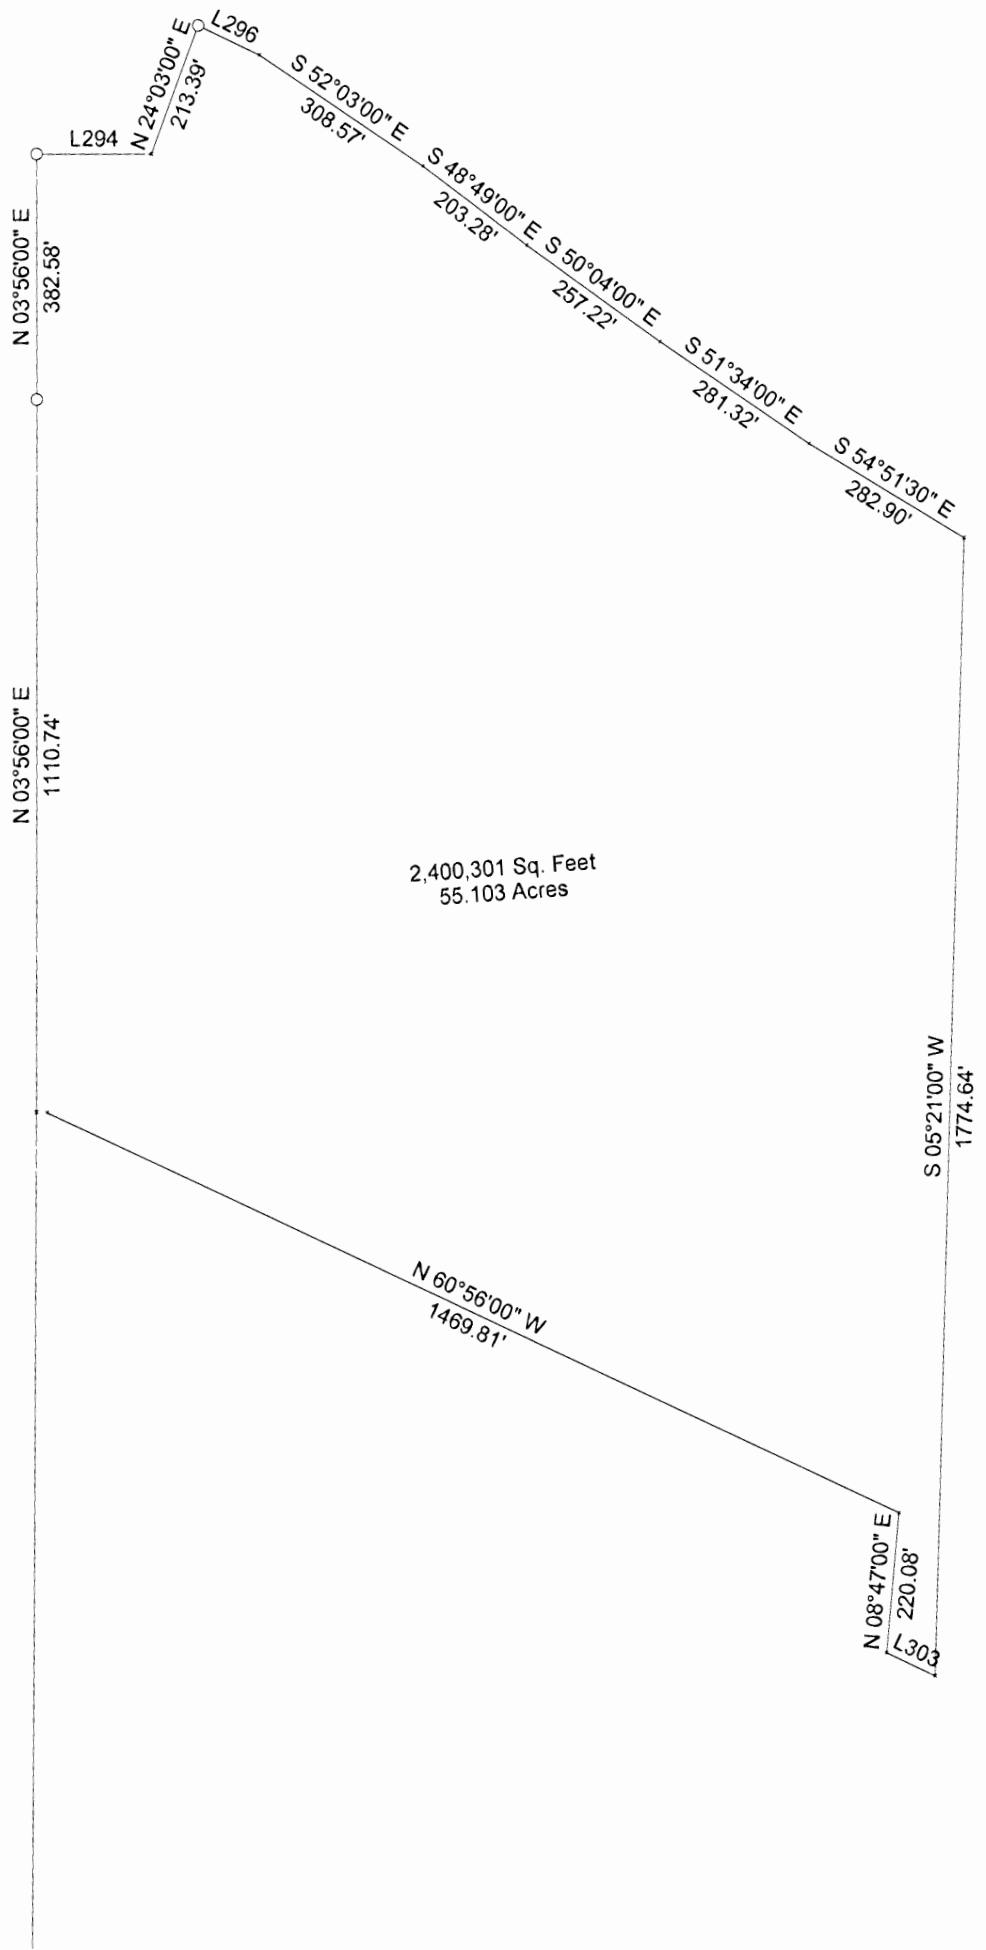 L296
N 24°03'00" E
213.39'
S 52°03'00" E
308.57'
L294
S 48°49'00" E
203.28'
N 03°56'00" E
382.58'
S 50°04'00" E
257.22'
S 51°34'00" E
281.32'
S 54°51'30" E
282.90'
N 03°56'00" E
1110.74'
2,400,301 Sq. Feet
55.103 Acres
S 05°21'00" W
1774.64'
N 60°56'00" W
1469.81'
N 08°47'00" E
220.08'
L303